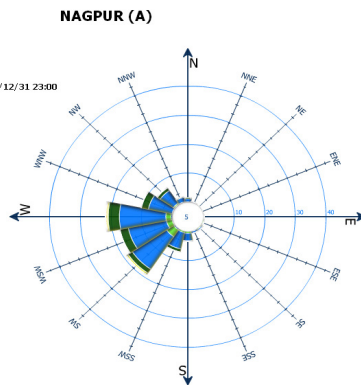 NAGPUR (A)
/12/31 23:00
N
NNW
NNE
NW
NE
WNW
ENE
W
5
10
20
30
40
E
WSW
ESE
SW
SE
SSW
SSE
S